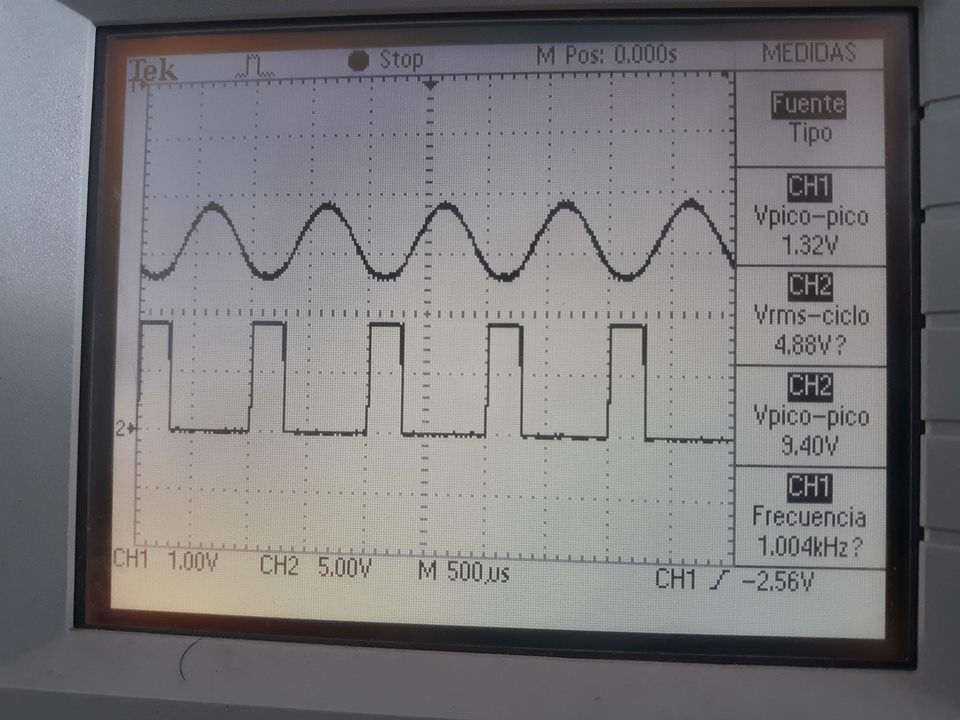 Tek
Stop
M Pos: 0.000s
MEDIDAS
Fuente
Tipo
CH1
Vpico-pico
1.32V
CH2
Vrms-ciclo
4.88V?
CH2
Vpico-pico
9.40V
CH1
Frecuencia
1.004kHz?
1
2
CH1 1.00V
CH2 5.00V
M 500µs
CH1
-2.56V